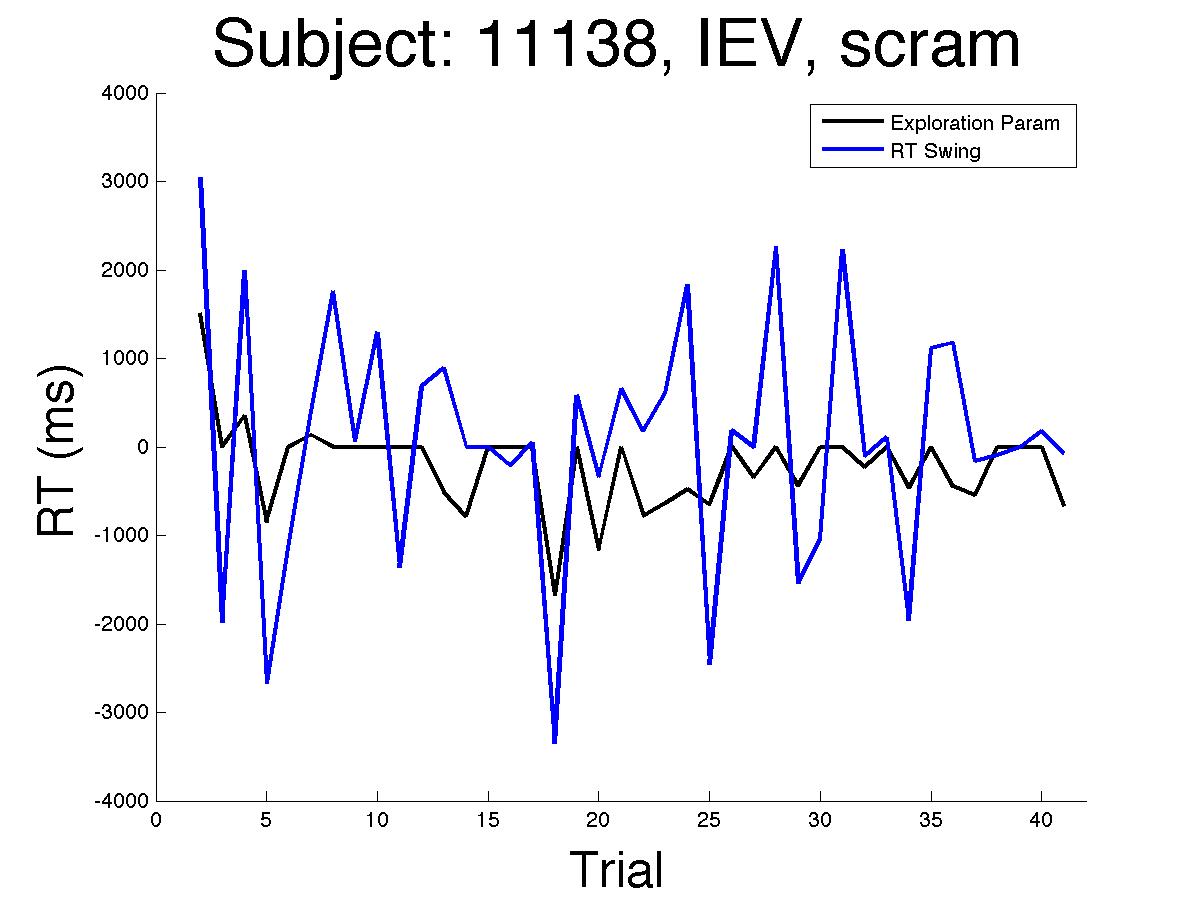 Subject: 11138, IEV, scram
Exploration Param
RT Swing
RT (ms)
4000
3000
2000
1000
0
-1000
-2000
-3000
-4000
0 5 10 15 20 25 30 35 40
Trial